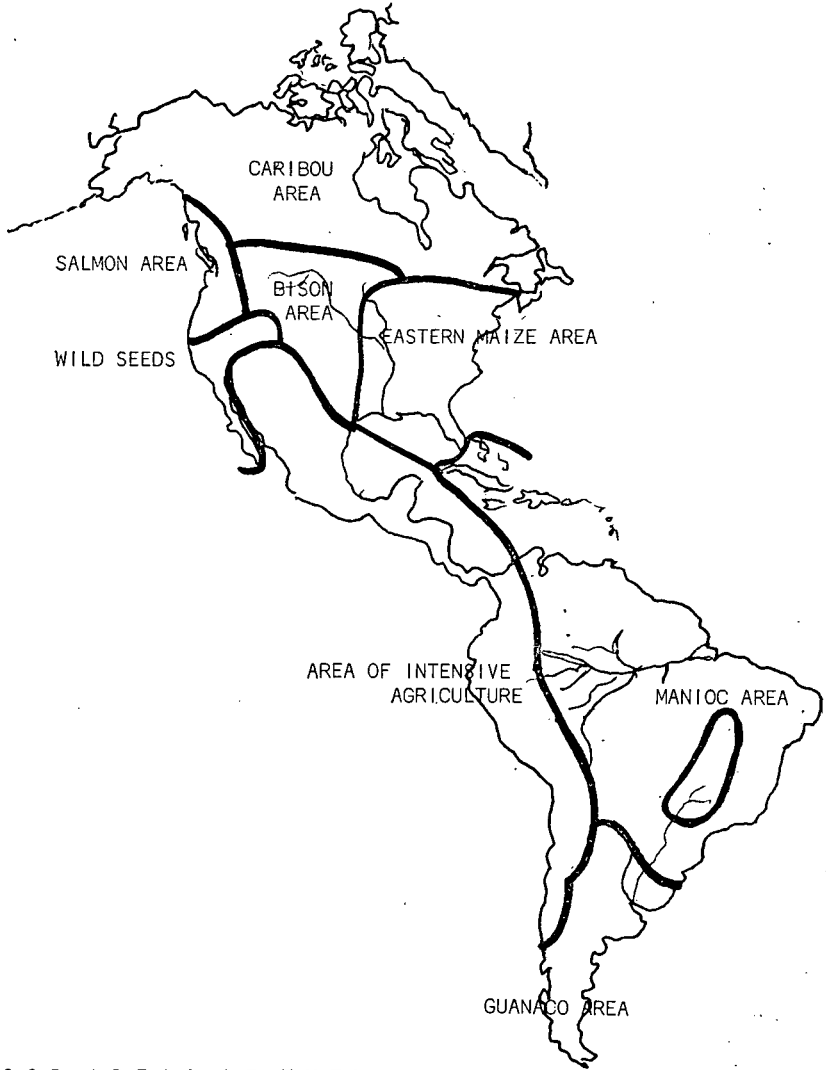 CARIBOU
AREA
SALMON AREA
BISON
AREA
EASTERN MAIZE AREA
WILD SEEDS
AREA OF INTENSIVE
AGRICULTURE
MANIOC AREA
GUANACO AREA